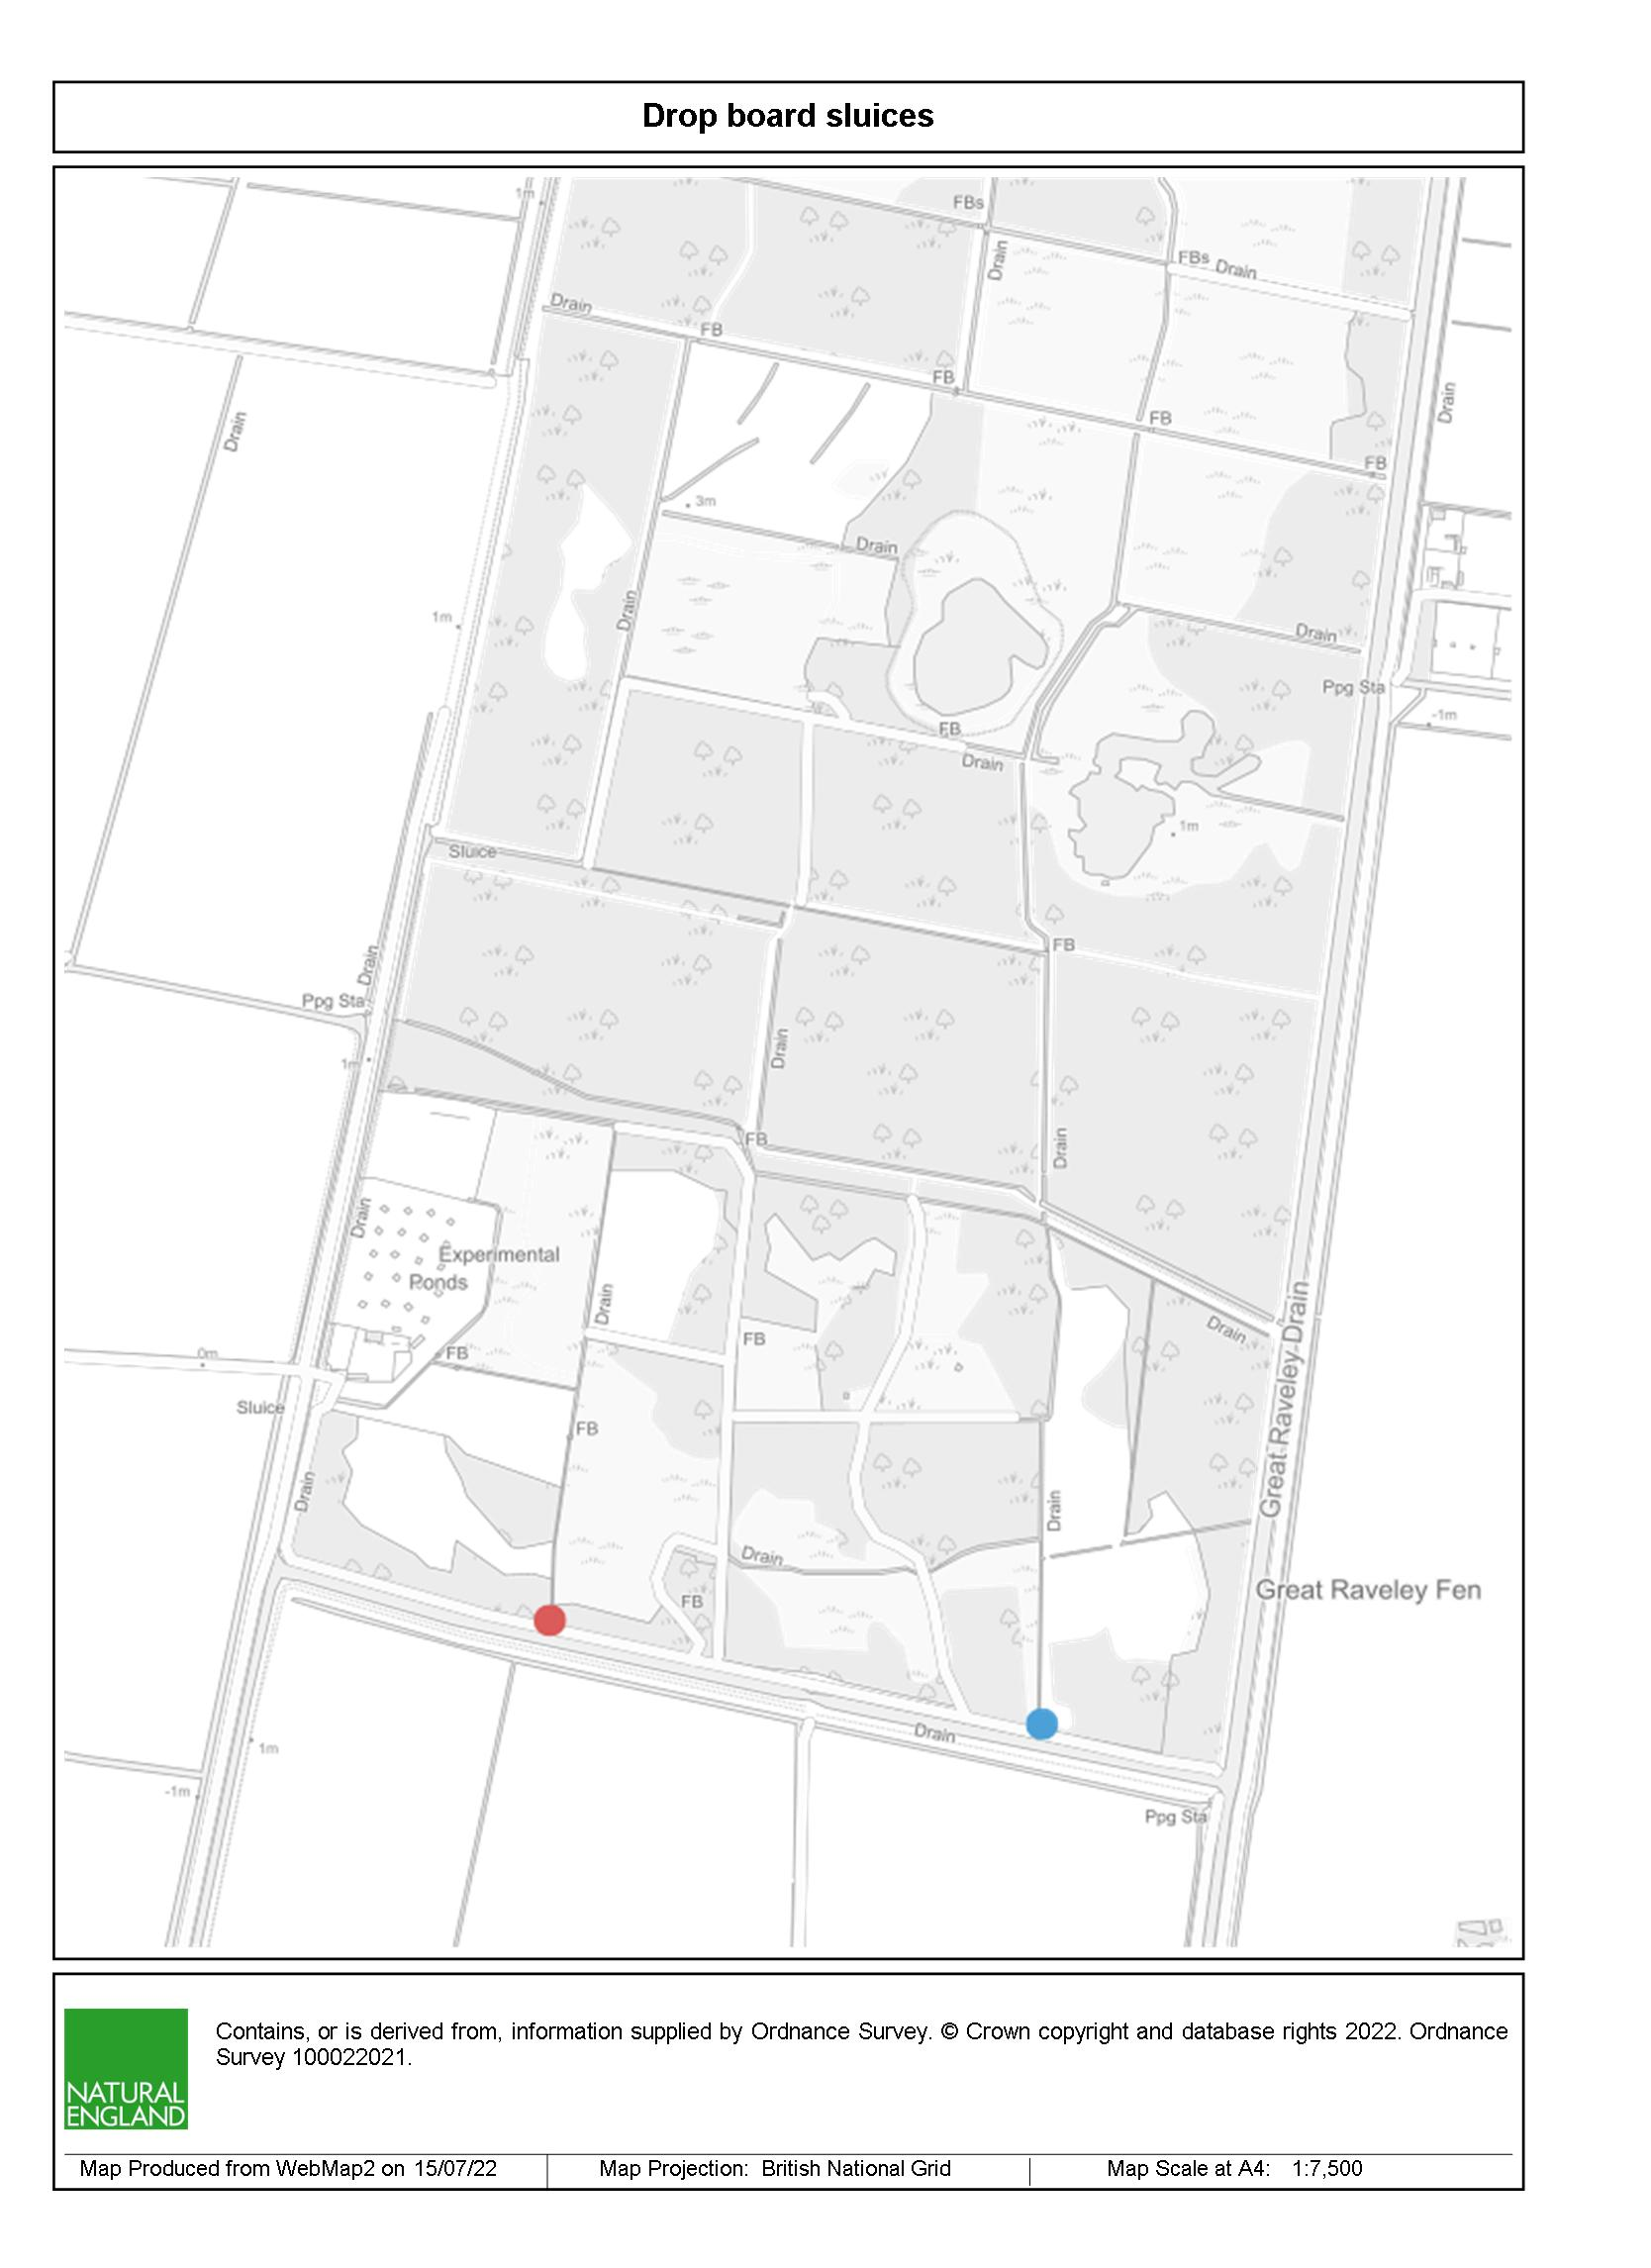 Drop board sluices
1m
FBs
Drain
FBs Drain
Drain
FB
FB
Drain
FB
Drain
FB
3m
Drain
Drain
1m
Drain
Ppg Sta
-1m
FB
Drain
1m
Sluice
FB
Drain
Ppg Sta
Drain
1m
FB
Drain
Drain
Experimental
Ponds
Drain
Great Raveley Drain
Drain
FB
0m
FB
Sluice
FB
Drain
Drain
Drain
Great Raveley Fen
FB
Drain
1m
-1m
Ppg Sta
NATURAL
ENGLAND
Contains, or is derived from, information supplied by Ordnance Survey. © Crown copyright and database rights 2022. Ordnance
Survey 100022021.
Map Produced from WebMap2 on 15/07/22
Map Projection: British National Grid
Map Scale at A4: 1:7,500